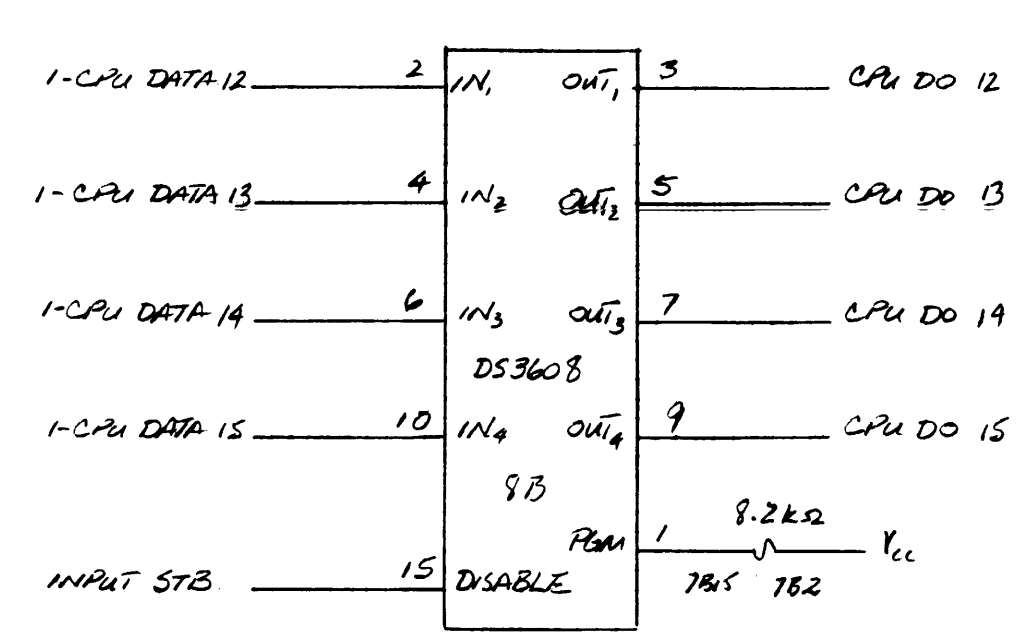 1-CPU DATA 12 2 IN1 OUT1 3 CPU DO 12
1-CPU DATA 13 4 IN2 OUT2 5 CPU DO 13
1-CPU DATA 14 6 IN3 OUT3 7 CPU DO 14
DS3608
1-CPU DATA 15 10 IN4 OUT4 9 CPU DO 15
8B
8.2kΩ
PGM 1 Vcc
7B15 7B2
INPUT STB 15 DISABLE